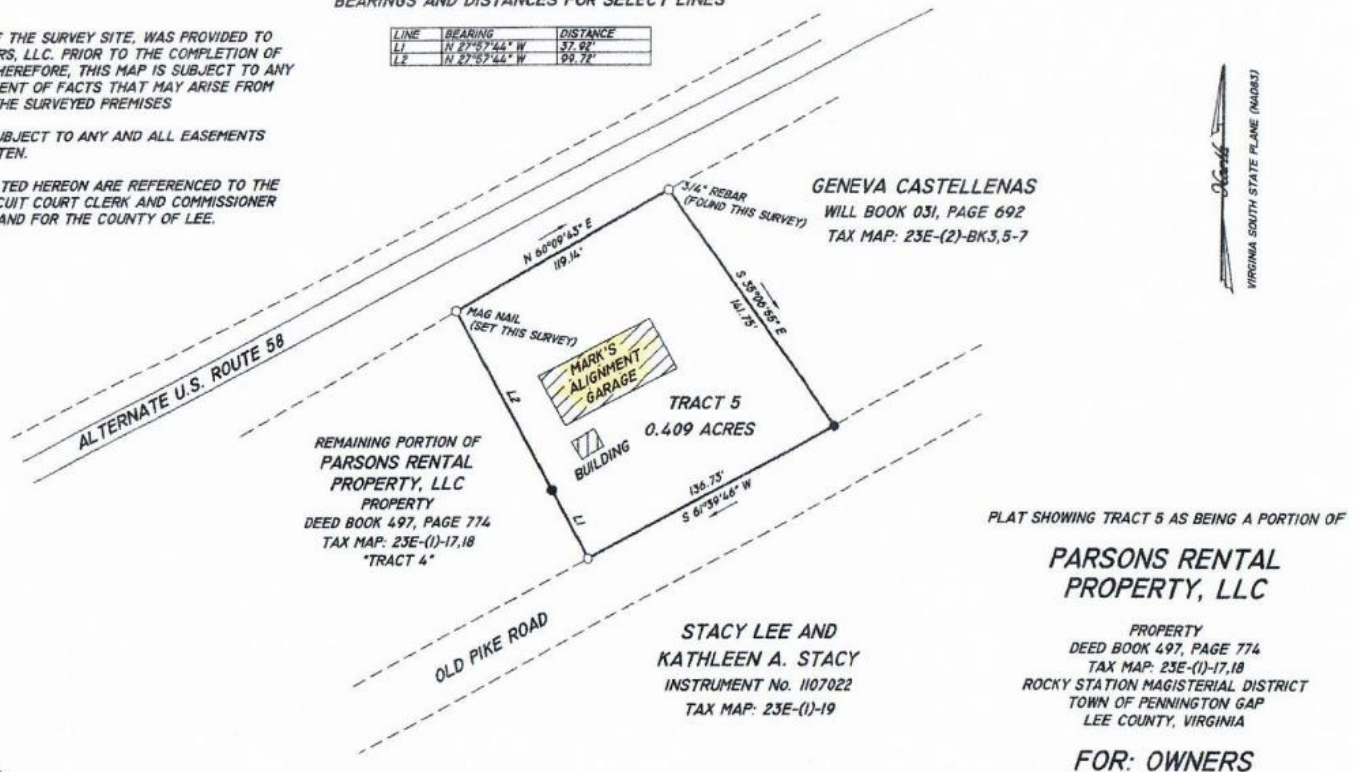 BEARINGS AND DISTANCES FOR SELECT LINES
LINE BEARING DISTANCE
L1 N 27°57'44" W 37.92'
L2 N 27°57'44" W 99.72'
THE SURVEY SITE, WAS PROVIDED TO
RS, LLC. PRIOR TO THE COMPLETION OF
HEREFORE, THIS MAP IS SUBJECT TO ANY
ENT OF FACTS THAT MAY ARISE FROM
HE SURVEYED PREMISES
UBJECT TO ANY AND ALL EASEMENTS
TEN.
TED HEREON ARE REFERENCED TO THE
CUIT COURT CLERK AND COMMISSIONER
AND FOR THE COUNTY OF LEE.
North
VIRGINIA SOUTH STATE PLANE (NAD83)
3/4" REBAR
(FOUND THIS SURVEY)
GENEVA CASTELLENAS
WILL BOOK 031, PAGE 692
TAX MAP: 23E-(2)-BK3,5-7
N 60°09'43" E
119.14'
MAG NAIL
(SET THIS SURVEY)
141.75'
ALTERNATE U.S. ROUTE 58
MARK'S
ALIGNMENT
GARAGE
L2
TRACT 5
0.409 ACRES
BUILDING
L1
136.73'
S 61°39'46" W
REMAINING PORTION OF
PARSONS RENTAL
PROPERTY, LLC
PROPERTY
DEED BOOK 497, PAGE 774
TAX MAP: 23E-(1)-17,18
"TRACT 4"
OLD PIKE ROAD
STACY LEE AND
KATHLEEN A. STACY
INSTRUMENT No. 1107022
TAX MAP: 23E-(1)-19
PLAT SHOWING TRACT 5 AS BEING A PORTION OF
PARSONS RENTAL
PROPERTY, LLC
PROPERTY
DEED BOOK 497, PAGE 774
TAX MAP: 23E-(1)-17,18
ROCKY STATION MAGISTERIAL DISTRICT
TOWN OF PENNINGTON GAP
LEE COUNTY, VIRGINIA
FOR: OWNERS